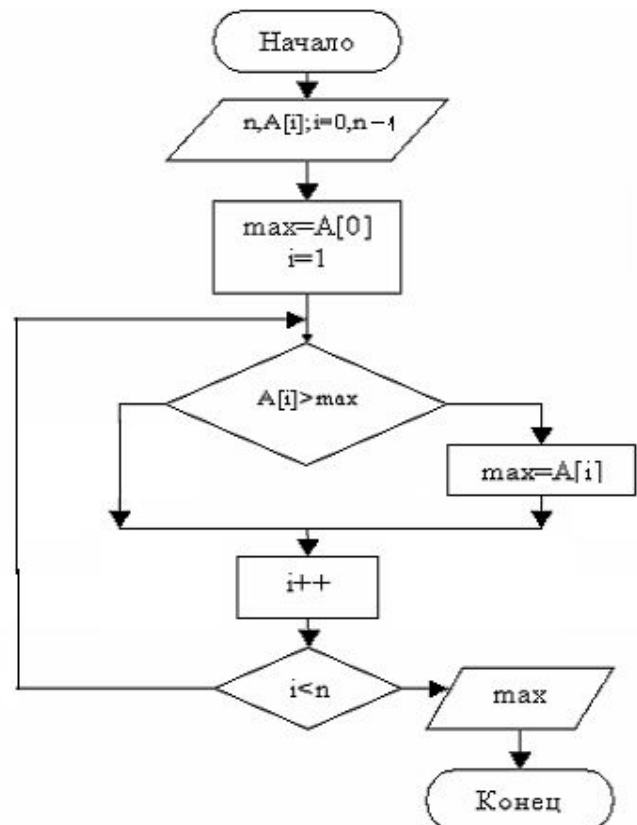 Начало
n,A[i];i=0,n-1
max=A[0]
i=1
A[i]>max
max=A[i]
i++
i<n
max
Конец